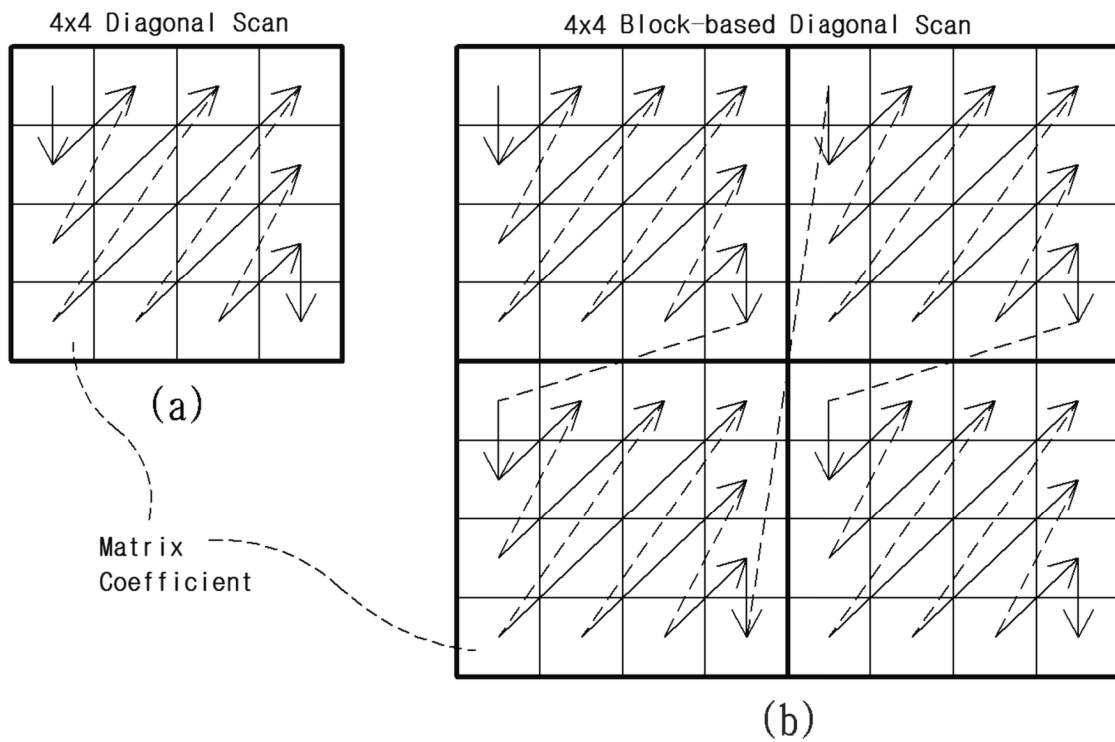 4x4 Diagonal Scan
4x4 Block-based Diagonal Scan
(a)
Matrix
Coefficient
(b)